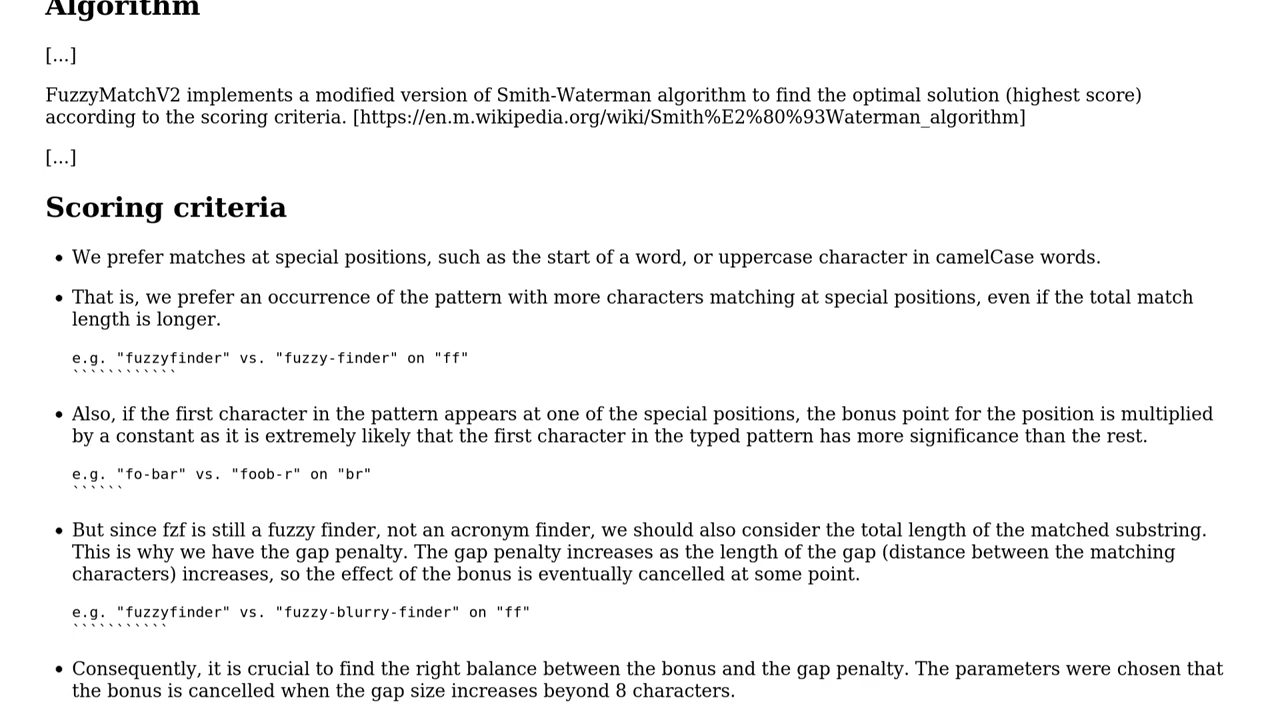 Algorithm
[...]
FuzzyMatchV2 implements a modified version of Smith-Waterman algorithm to find the optimal solution (highest score)
according to the scoring criteria. [https://en.m.wikipedia.org/wiki/Smith%E2%80%93Waterman_algorithm]
[...]
Scoring criteria
• We prefer matches at special positions, such as the start of a word, or uppercase character in camelCase words.
• That is, we prefer an occurrence of the pattern with more characters matching at special positions, even if the total match
length is longer.
e.g. "fuzzyfinder" vs. "fuzzy-finder" on "ff"
````````````
• Also, if the first character in the pattern appears at one of the special positions, the bonus point for the position is multiplied
by a constant as it is extremely likely that the first character in the typed pattern has more significance than the rest.
e.g. "fo-bar" vs. "foob-r" on "br"
``````
• But since fzf is still a fuzzy finder, not an acronym finder, we should also consider the total length of the matched substring.
This is why we have the gap penalty. The gap penalty increases as the length of the gap (distance between the matching
characters) increases, so the effect of the bonus is eventually cancelled at some point.
e.g. "fuzzyfinder" vs. "fuzzy-blurry-finder" on "ff"
```````````
• Consequently, it is crucial to find the right balance between the bonus and the gap penalty. The parameters were chosen that
the bonus is cancelled when the gap size increases beyond 8 characters.